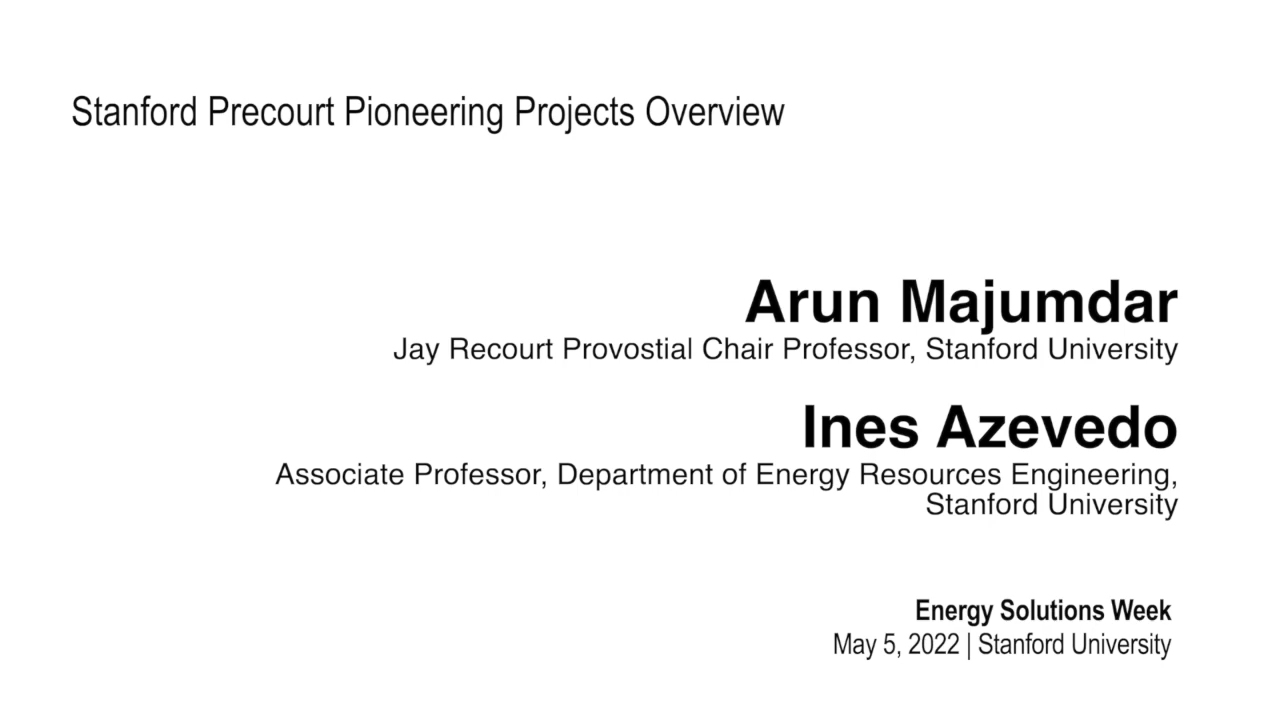 Stanford Precourt Pioneering Projects Overview
Arun Majumdar
Jay Recourt Provostial Chair Professor, Stanford University
Ines Azevedo
Associate Professor, Department of Energy Resources Engineering,
Stanford University
Energy Solutions Week
May 5, 2022 | Stanford University